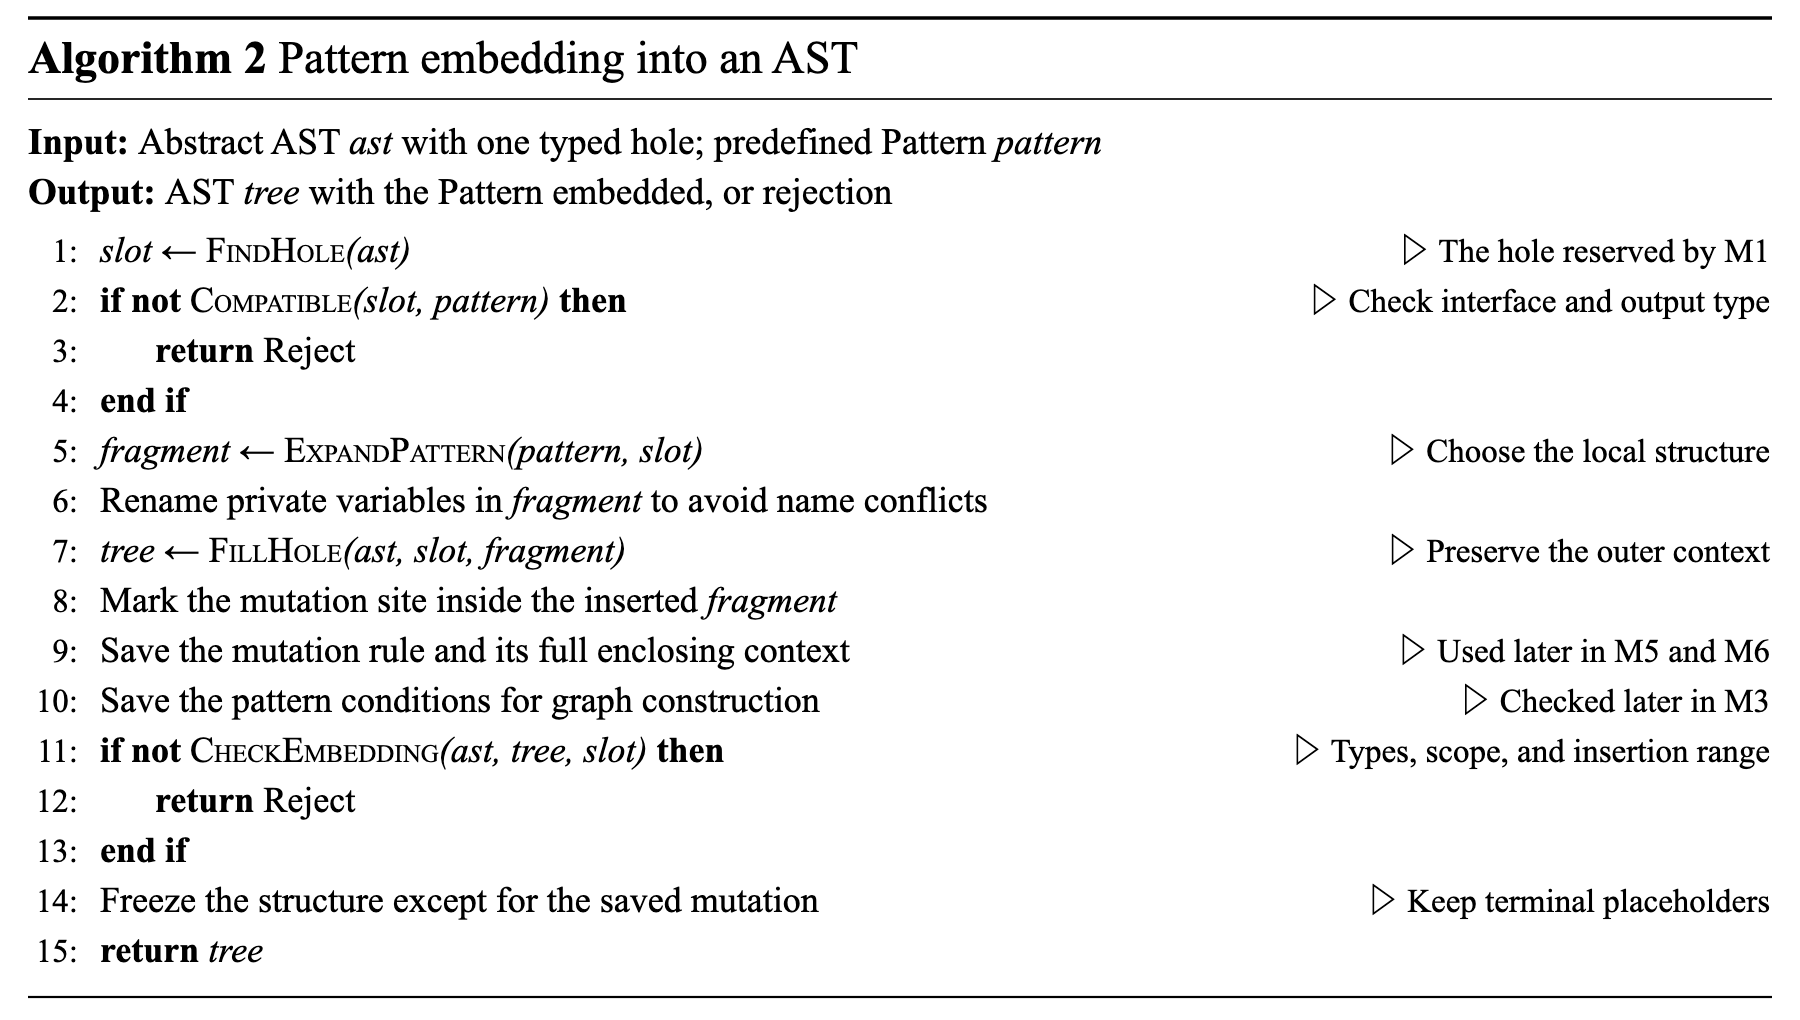 Algorithm 2 Pattern embedding into an AST
Input: Abstract AST ast with one typed hole; predefined Pattern pattern
Output: AST tree with the Pattern embedded, or rejection
1: slot ← FINDHOLE(ast) ▷ The hole reserved by M1
2: if not COMPATIBLE(slot, pattern) then ▷ Check interface and output type
3: return Reject
4: end if
5: fragment ← EXPANDPATTERN(pattern, slot) ▷ Choose the local structure
6: Rename private variables in fragment to avoid name conflicts
7: tree ← FILLHOLE(ast, slot, fragment) ▷ Preserve the outer context
8: Mark the mutation site inside the inserted fragment
9: Save the mutation rule and its full enclosing context ▷ Used later in M5 and M6
10: Save the pattern conditions for graph construction ▷ Checked later in M3
11: if not CHECKEMBEDDING(ast, tree, slot) then ▷ Types, scope, and insertion range
12: return Reject
13: end if
14: Freeze the structure except for the saved mutation ▷ Keep terminal placeholders
15: return tree